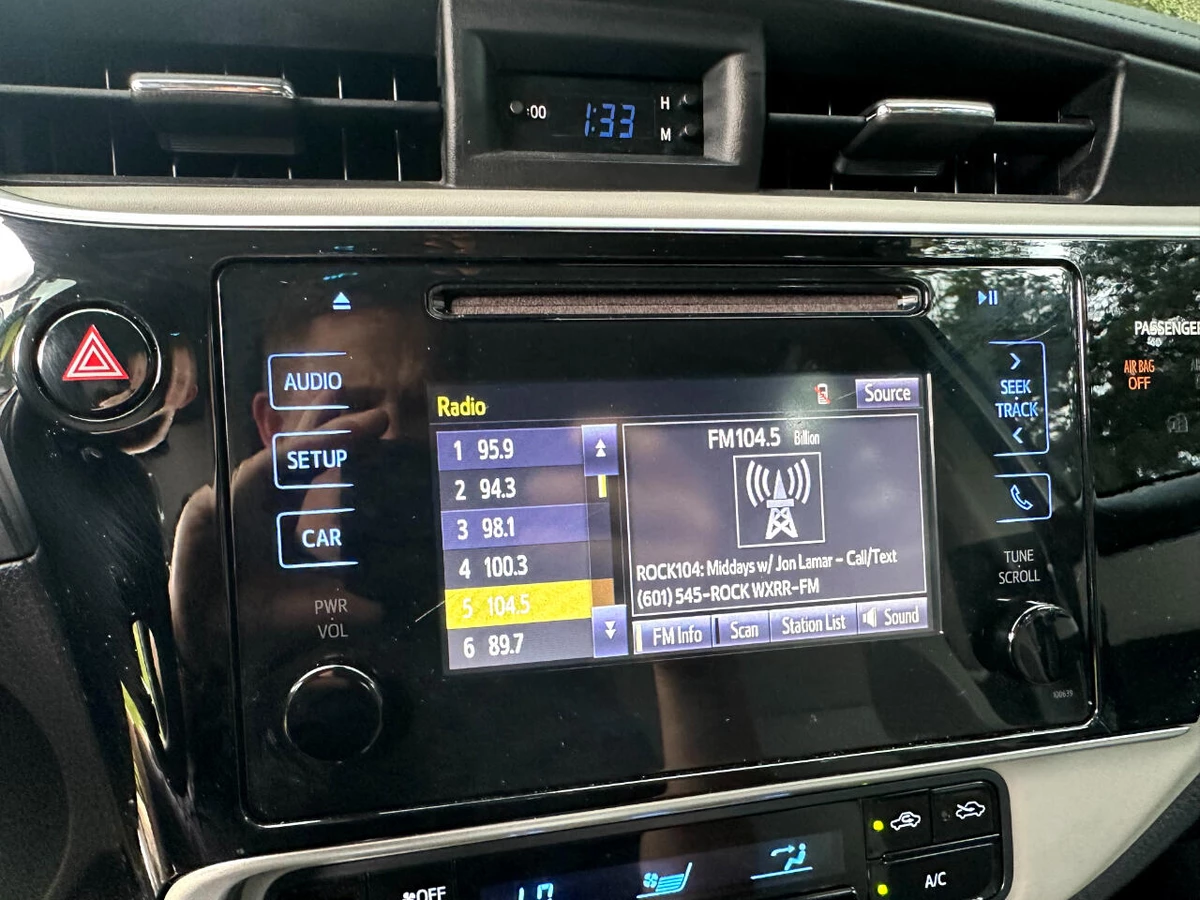 :00
1:33
H
M
PASSENGER
AIR BAG
OFF
AUDIO
SETUP
CAR
PWR
VOL
SEEK
TRACK
TUNE
SCROLL
100639
Radio
Source
1 95.9
2 94.3
3 98.1
4 100.3
5 104.5
6 89.7
FM104.5 Billion
ROCK104: Middays w/ Jon Lamar - Call/Text
(601) 545-ROCK WXRR-FM
FM Info
Scan
Station List
Sound
OFF
A/C